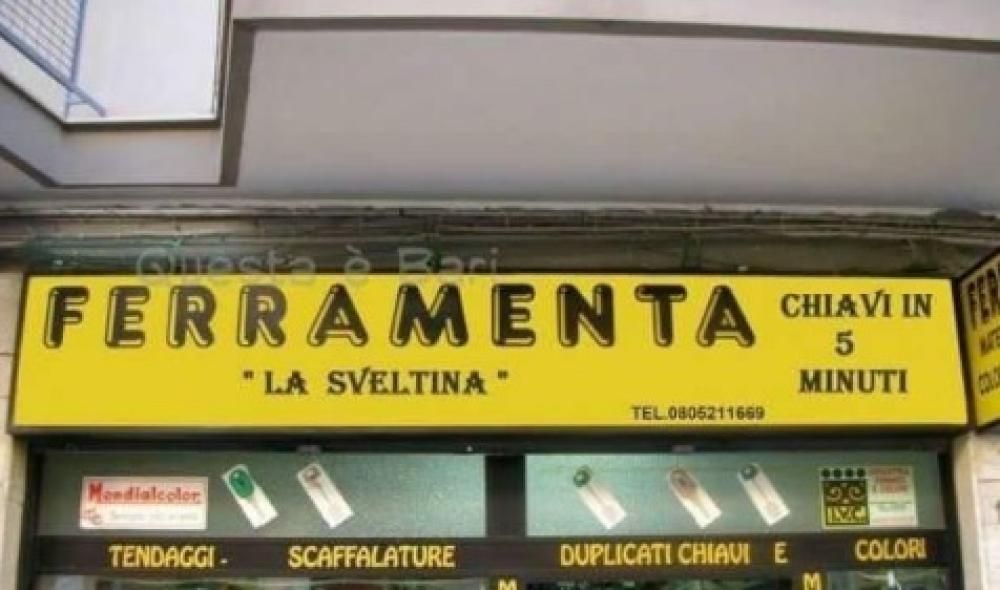 Questa è Bari
FERRAMENTA
CHIAVI IN
5
MINUTI
" LA SVELTINA "
TEL.0805211669
Mondialcolor
TENDAGGI - SCAFFALATURE DUPLICATI CHIAVI E COLORI
M
M